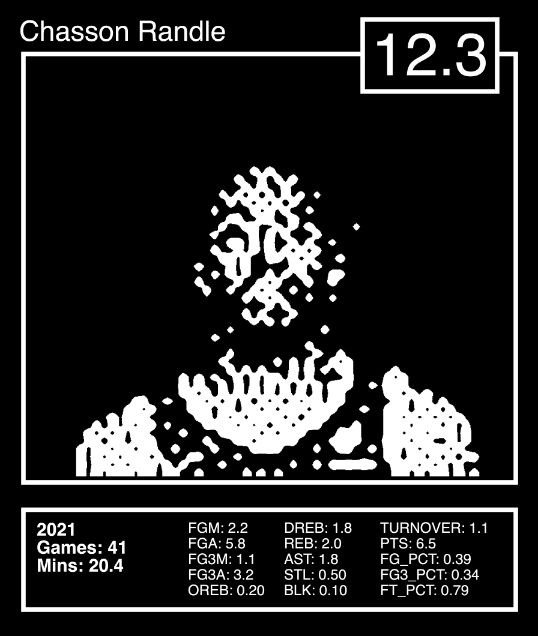 Chasson Randle
12.3
2021
Games: 41
Mins: 20.4
FGM: 2.2
FGA: 5.8
FG3M: 1.1
FG3A: 3.2
OREB: 0.20
DREB: 1.8
REB: 2.0
AST: 1.8
STL: 0.50
BLK: 0.10
TURNOVER: 1.1
PTS: 6.5
FG_PCT: 0.39
FG3_PCT: 0.34
FT_PCT: 0.79